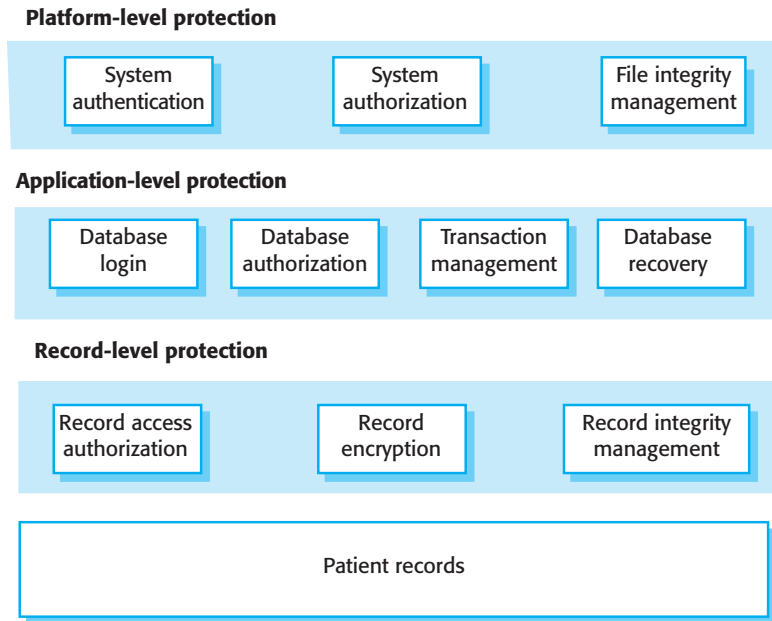 Platform-level protection
System
authentication
System
authorization
File integrity
management
Application-level protection
Database
login
Database
authorization
Transaction
management
Database
recovery
Record-level protection
Record access
authorization
Record
encryption
Record integrity
management
Patient records